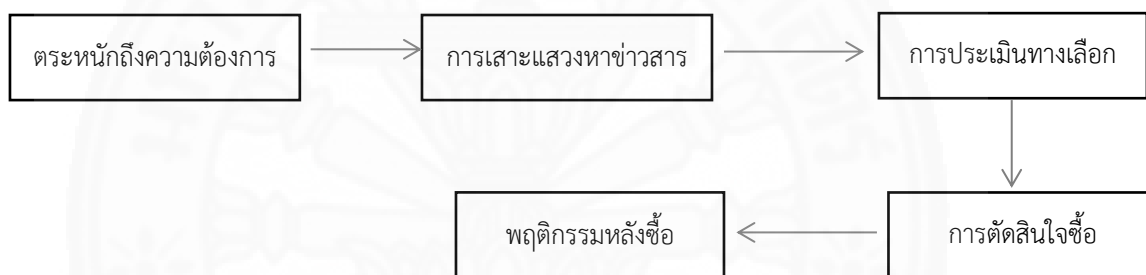 ตระหนักถึงความต้องการ
การเสาะแสวงหาข่าวสาร
การประเมินทางเลือก
การตัดสินใจซื้อ
พฤติกรรมหลังซื้อ